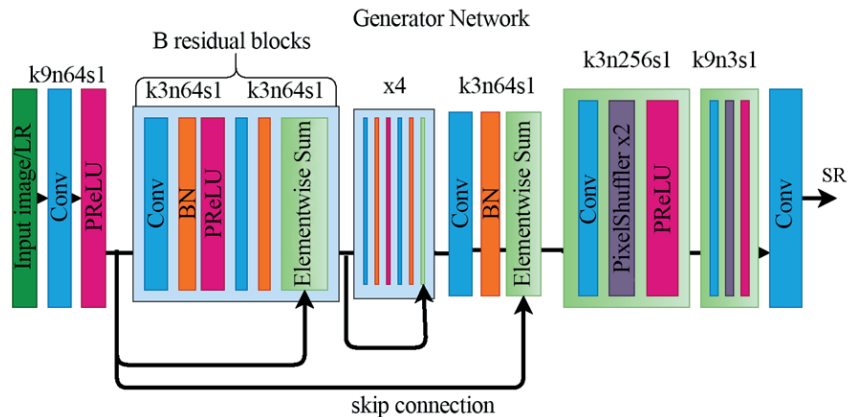 Generator Network
B residual blocks
k9n64s1
k3n64s1
k3n64s1
x4
k3n64s1
k3n256s1
k9n3s1
Input image/LR
Conv
PReLU
Conv
BN
PReLU
Elementwise Sum
Conv
BN
Elementwise Sum
Conv
PixelShuffler x2
PReLU
Conv
SR
skip connection